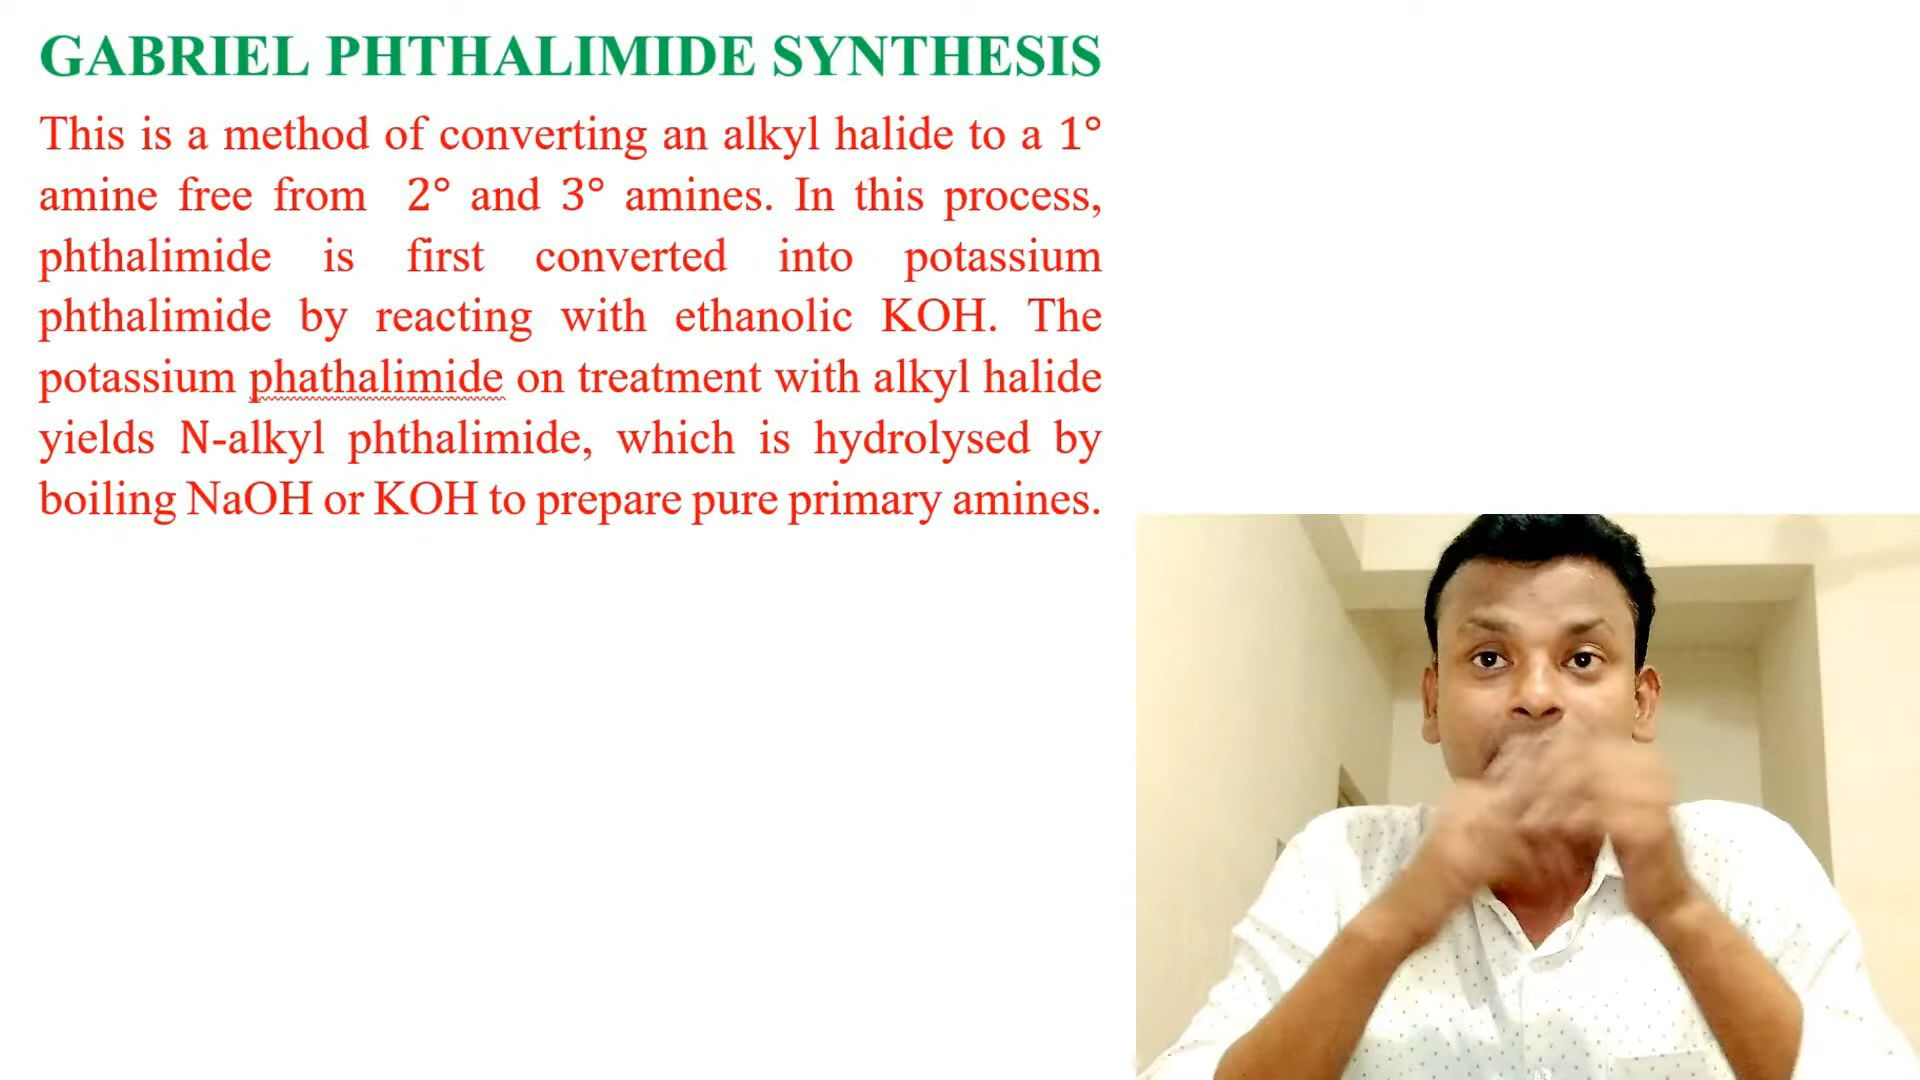 GABRIEL PHTHALIMIDE SYNTHESIS
This is a method of converting an alkyl halide to a 1°
amine free from 2° and 3° amines. In this process,
phthalimide is first converted into potassium
phthalimide by reacting with ethanolic KOH. The
potassium phathalimide on treatment with alkyl halide
yields N-alkyl phthalimide, which is hydrolysed by
boiling NaOH or KOH to prepare pure primary amines.